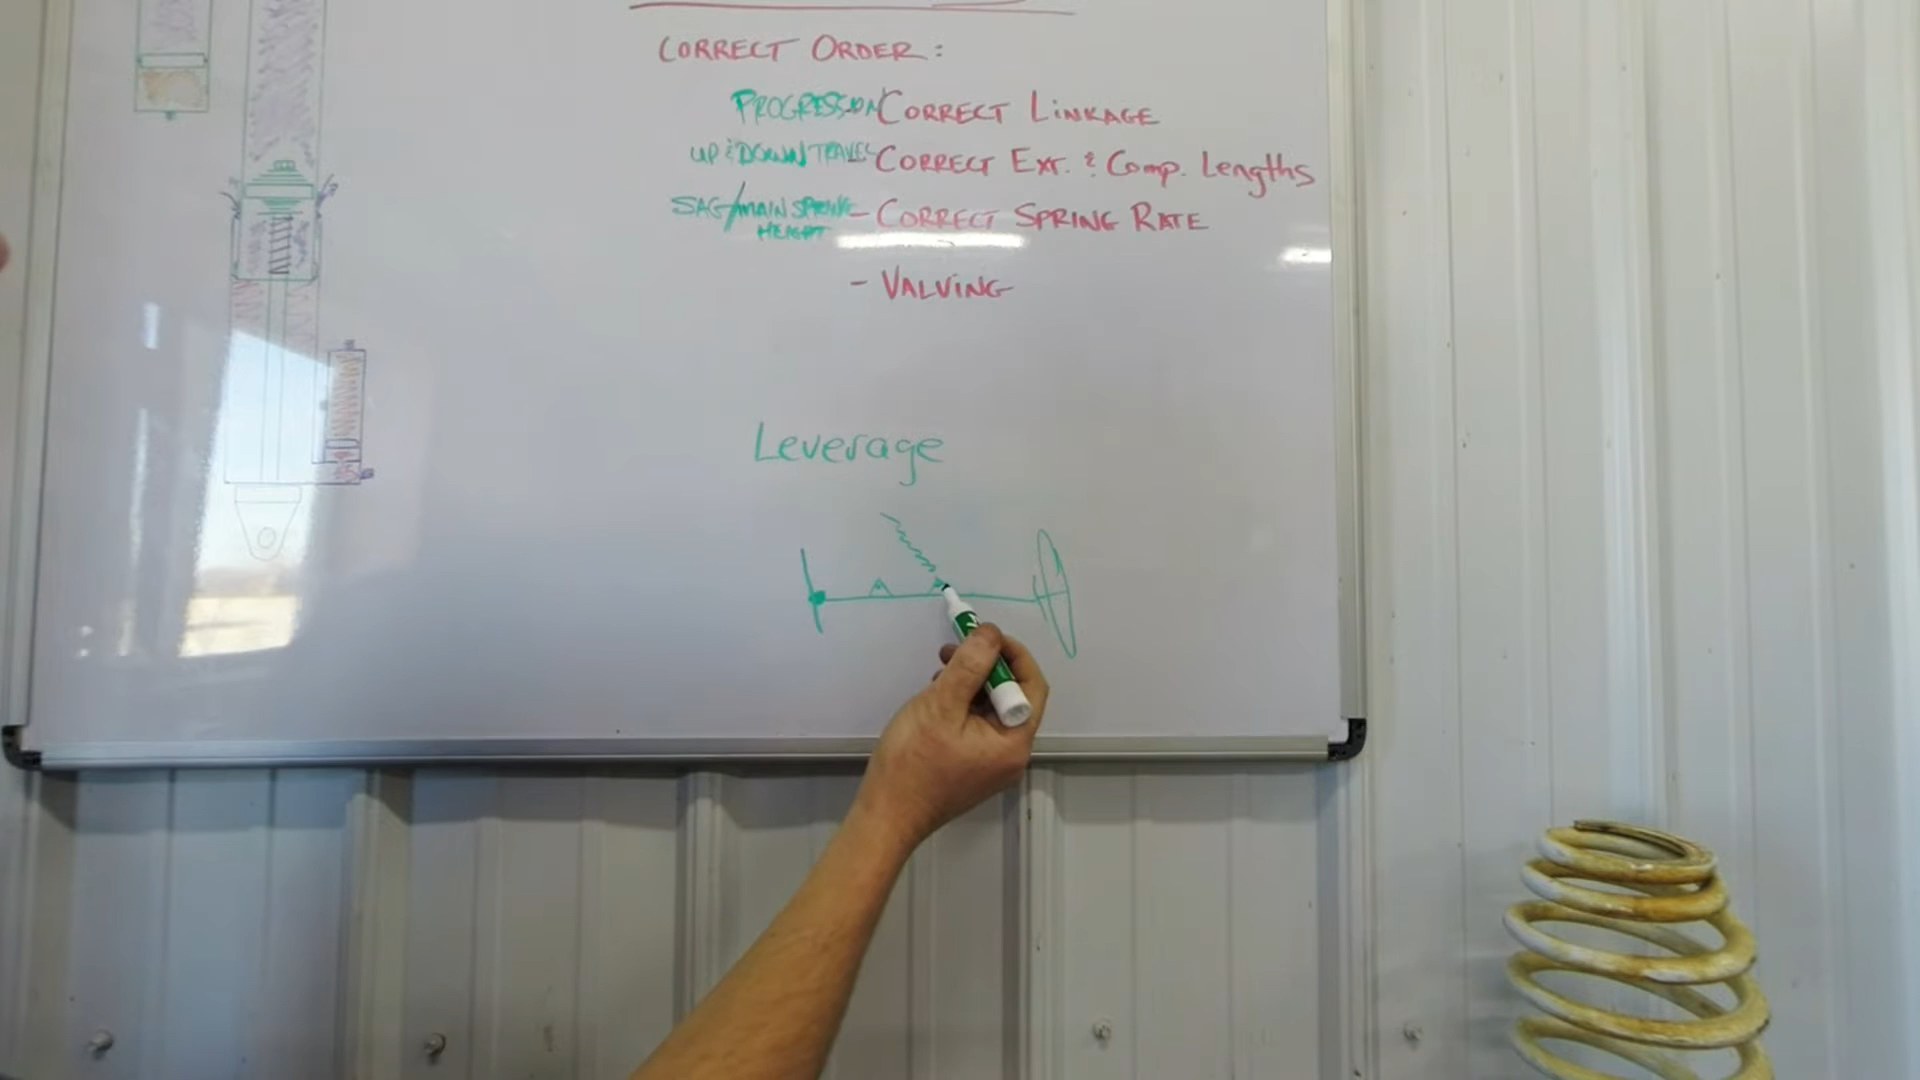 CORRECT ORDER:
PROGRESSION CORRECT LINKAGE
UP & DOWN TRAVEL CORRECT EXT. & Comp. Lengths
SAG/MAIN SPRING HEIGHT - CORRECT SPRING RATE
- VALVING
Leverage